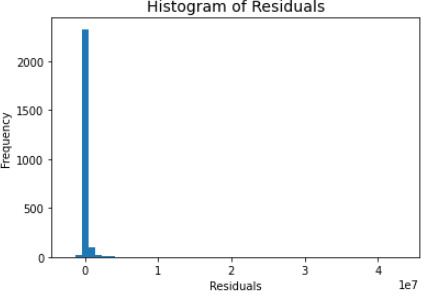 Histogram of Residuals
2000
1500
1000
500
0
Frequency
0 1 2 3 4
1e7
Residuals